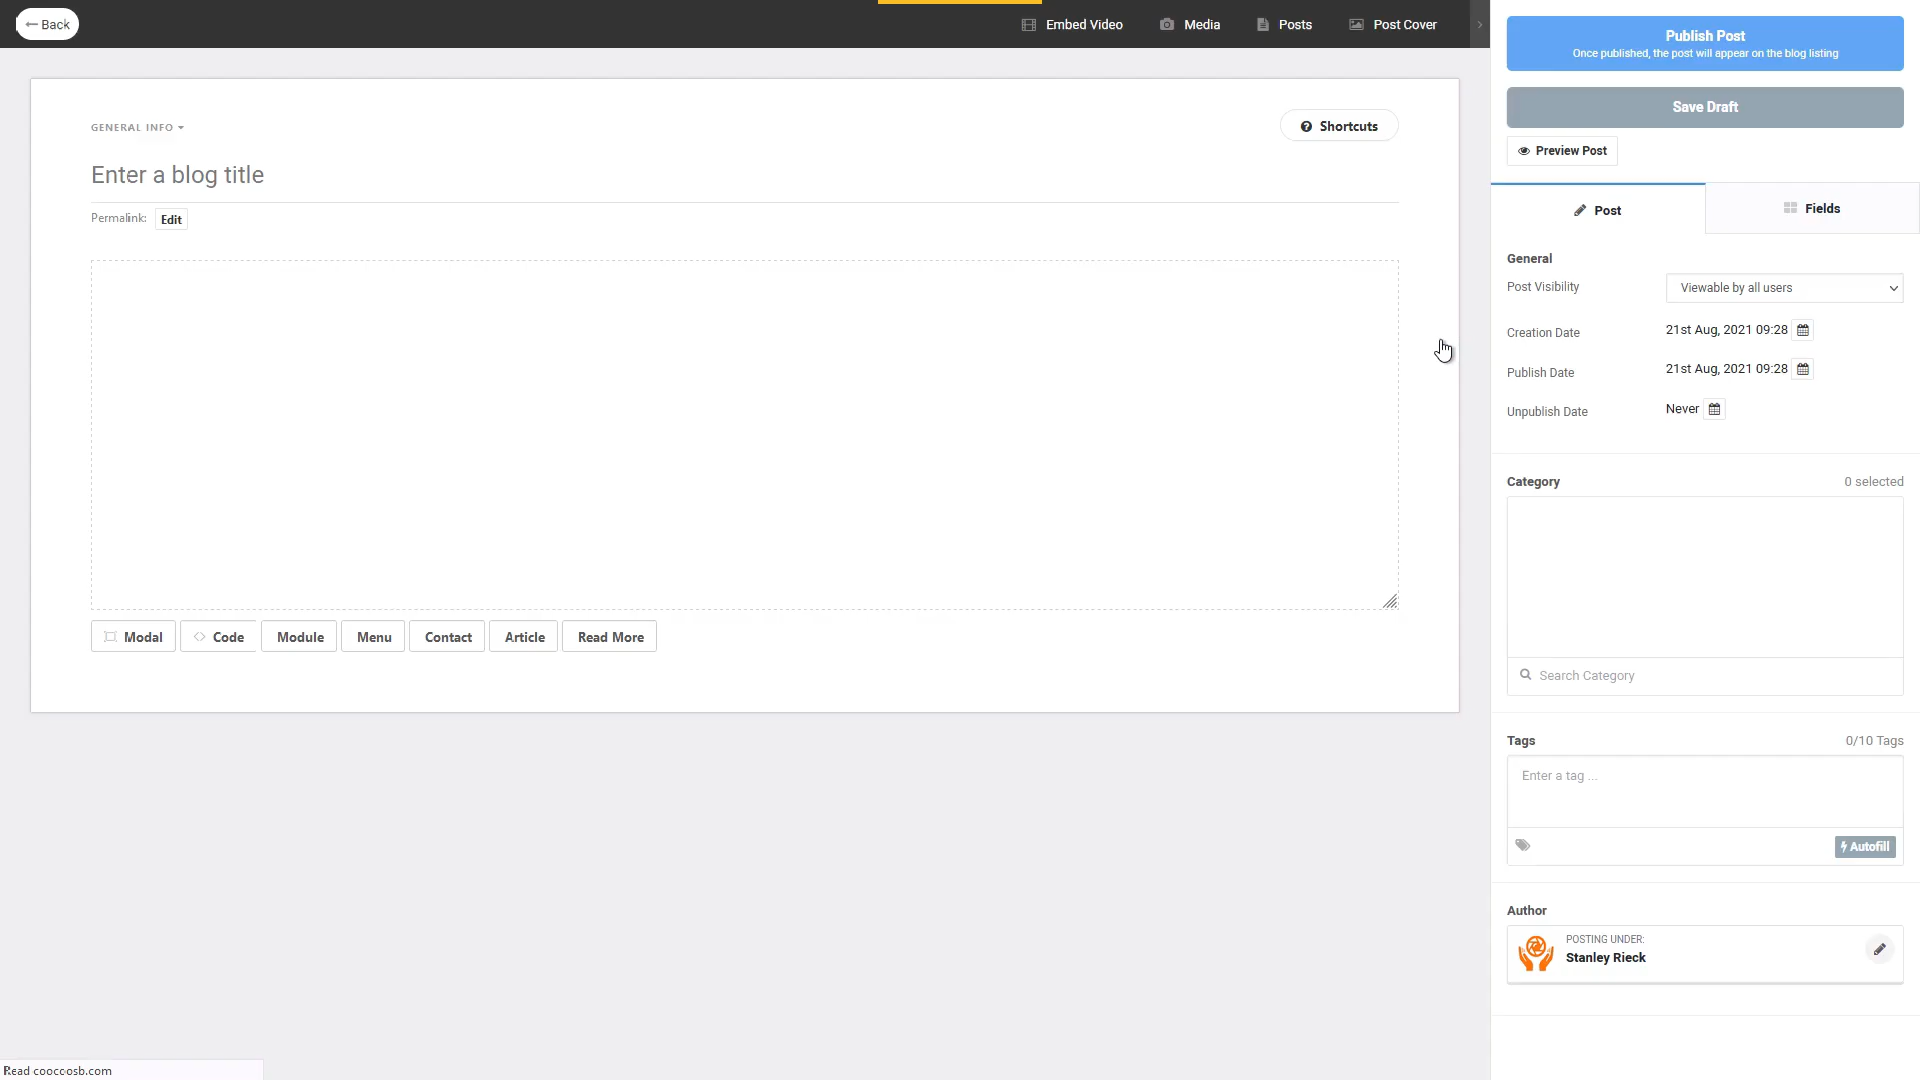 Back
Embed Video
Media
Posts
Post Cover
GENERAL INFO
Shortcuts
Enter a blog title
Permalink: Edit
Modal
Code
Module
Menu
Contact
Article
Read More
Read coocoosb.com
Publish Post
Once published, the post will appear on the blog listing
Save Draft
Preview Post
Post
Fields
General
Post Visibility
Viewable by all users
Creation Date
21st Aug, 2021 09:28
Publish Date
21st Aug, 2021 09:28
Unpublish Date
Never
Category
0 selected
Search Category
Tags
0/10 Tags
Enter a tag ...
Autofill
Author
POSTING UNDER:
Stanley Rieck